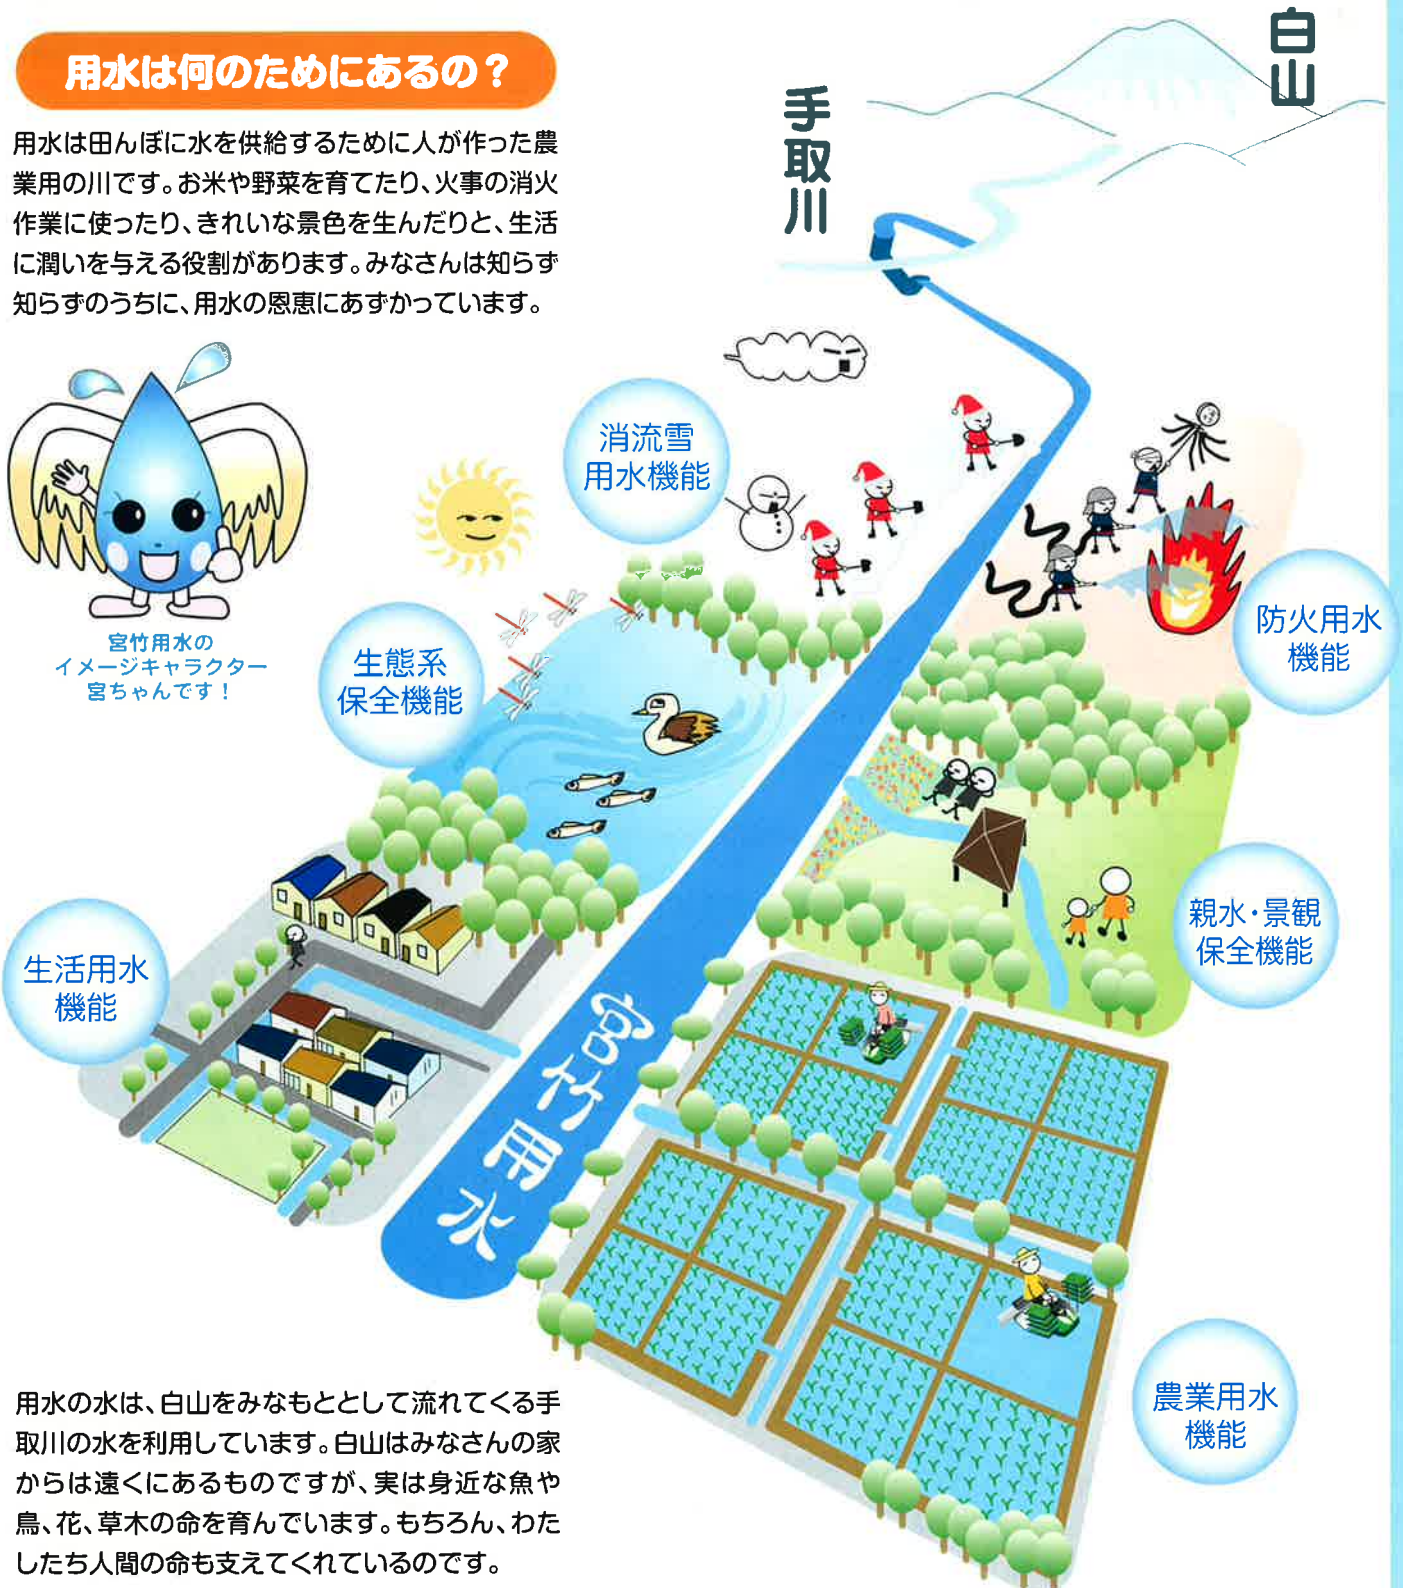 用水は何のためにあるの？
用水は田んぼに水を供給するために人が作った農
業用の川です。お米や野菜を育てたり、火事の消火
作業に使ったり、きれいな景色を生んだりと、生活
に潤いを与える役割があります。みなさんは知らず
知らずのうちに、用水の恩恵にあずかっています。
白山
手取川
宮竹用水の
イメージキャラクター
宮ちゃんです！
消流雪
用水機能
防火用水
機能
生態系
保全機能
親水・景観
保全機能
生活用水
機能
宮竹用水
農業用水
機能
用水の水は、白山をみなもととして流れてくる手
取川の水を利用しています。白山はみなさんの家
からは遠くにあるものですが、実は身近な魚や
鳥、花、草木の命を育んでいます。もちろん、わた
したち人間の命も支えてくれているのです。